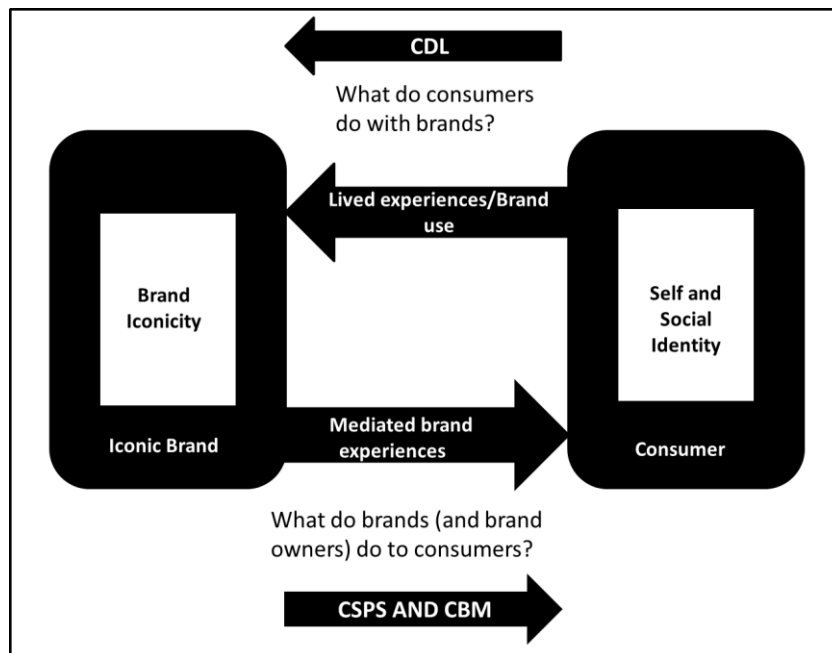 CDL
What do consumers
do with brands?
Lived experiences/Brand
use
Brand
Iconicity
Iconic Brand
Self and
Social
Identity
Consumer
Mediated brand
experiences
What do brands (and brand
owners) do to consumers?
CSPS AND CBM